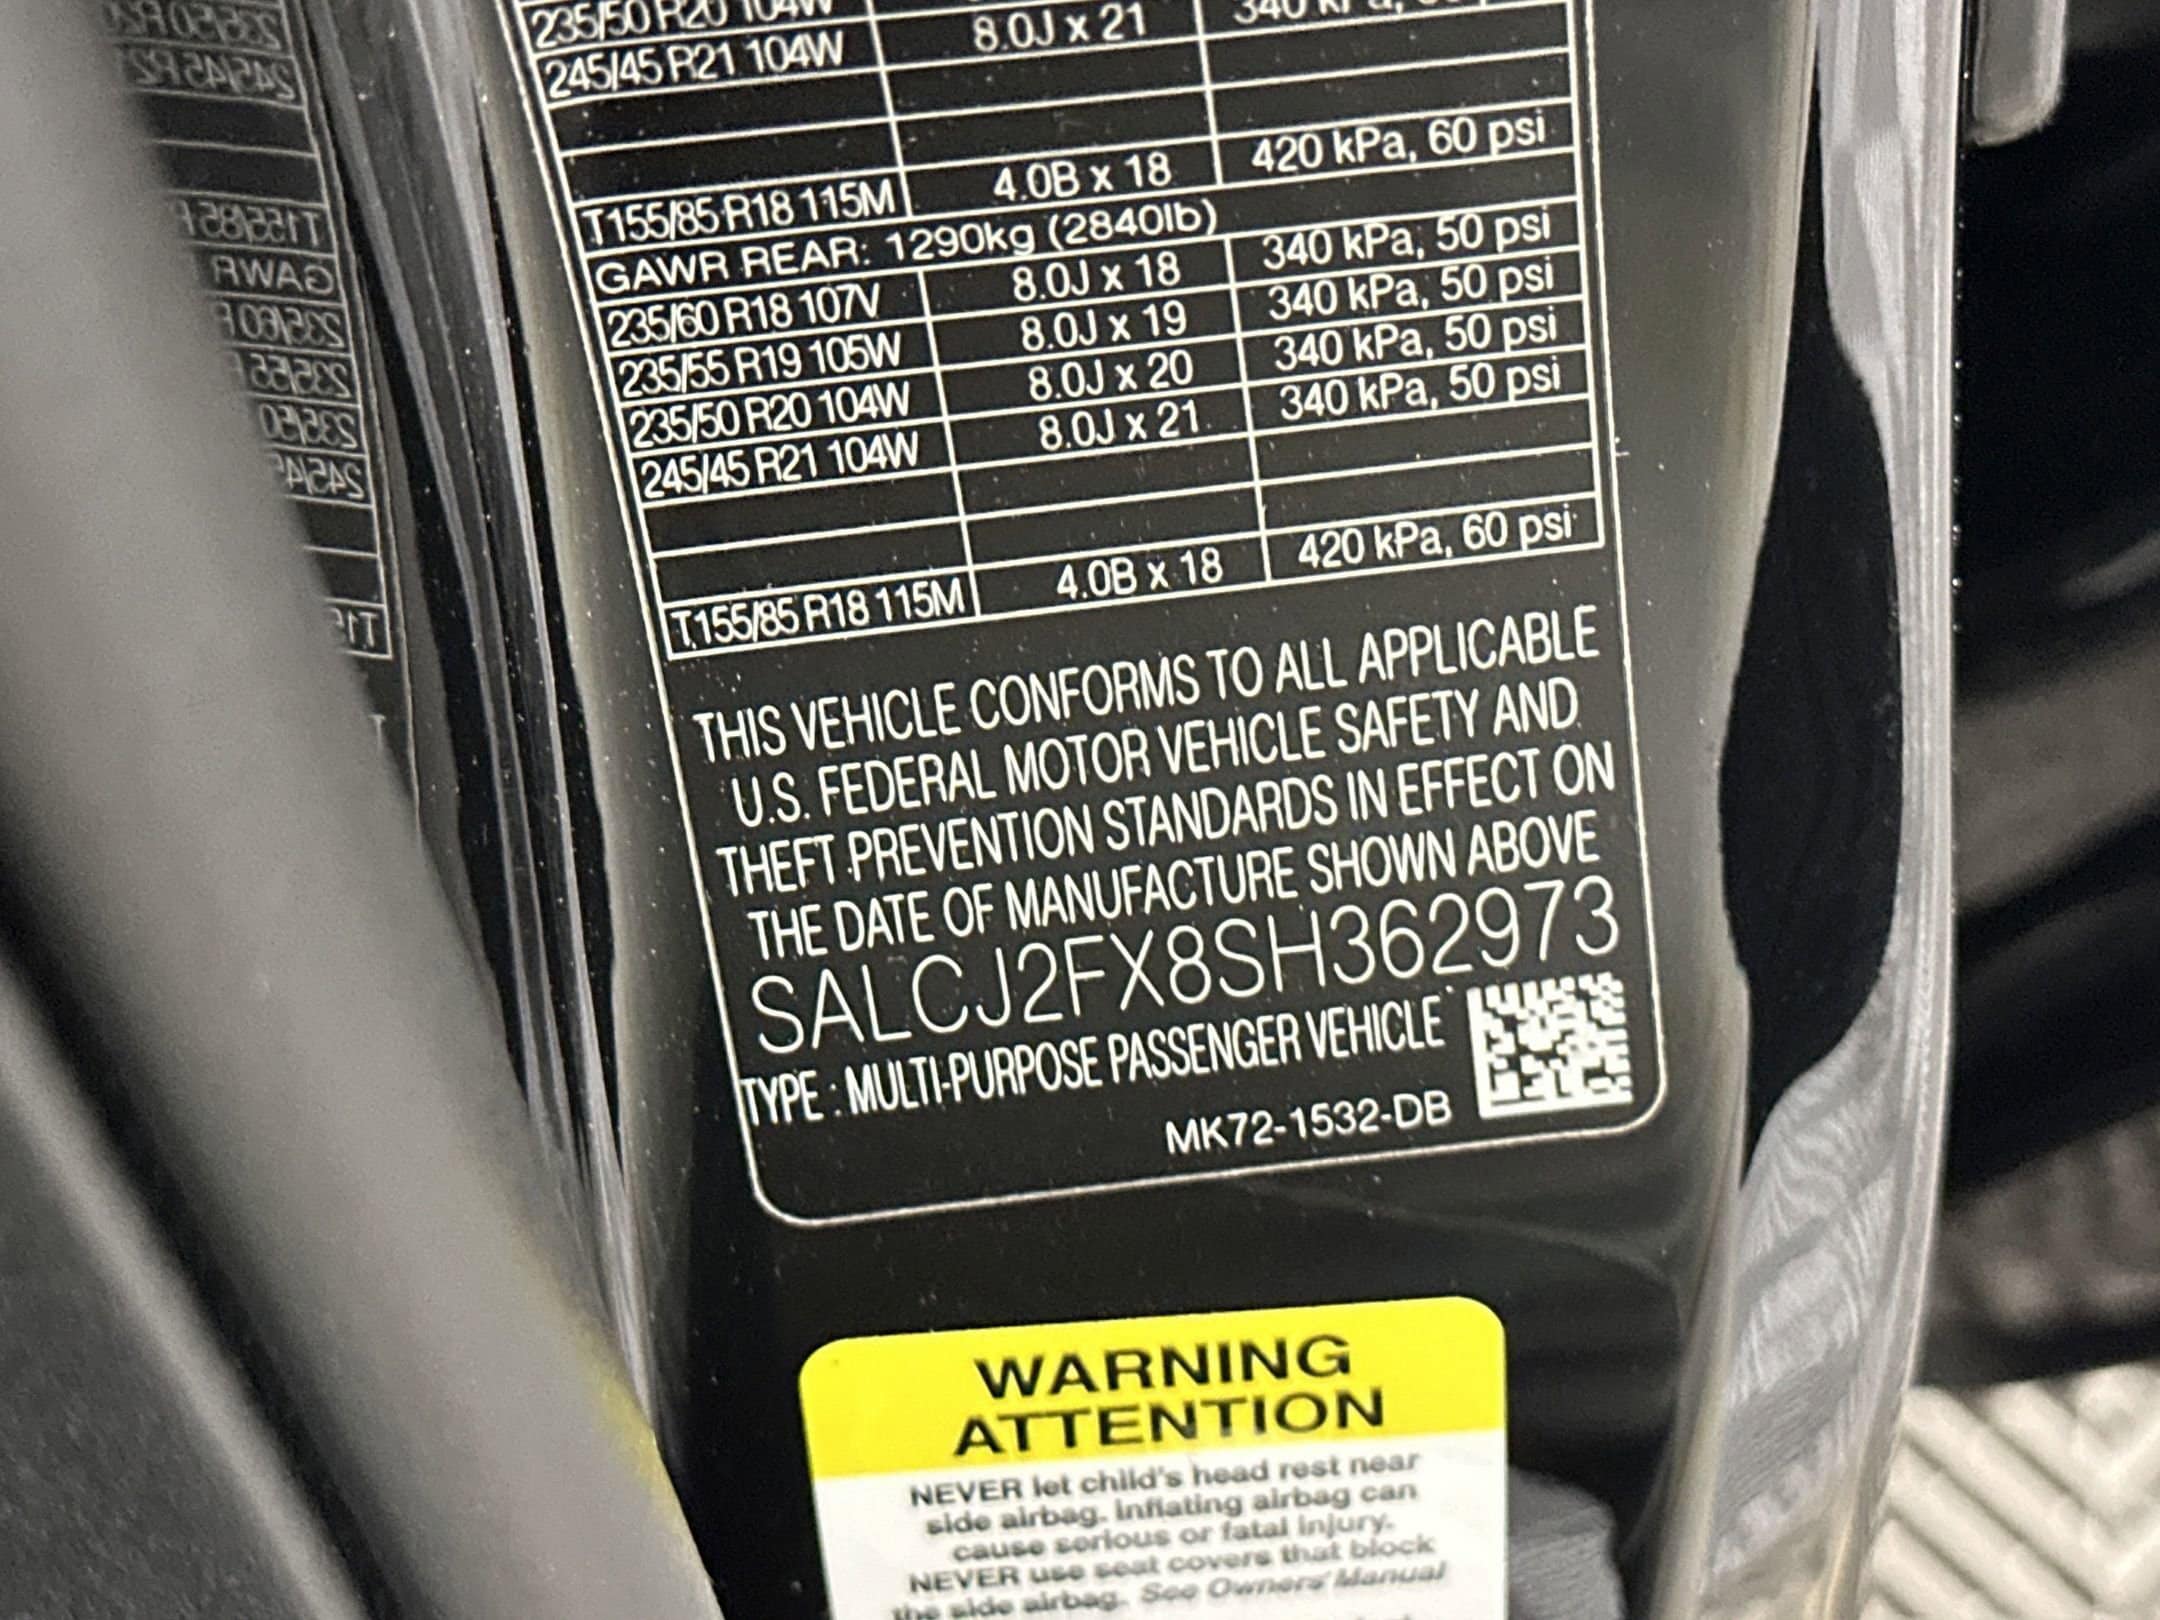 235/50 R20 104W
245/45 R21 104W 8.0J x 21 340 kPa,
T155/85 R18 115M 4.0B x 18 420 kPa, 60 psi
GAWR REAR: 1290kg (2840lb)
235/60 R18 107V 8.0J x 18 340 kPa, 50 psi
235/55 R19 105W 8.0J x 19 340 kPa, 50 psi
235/50 R20 104W 8.0J x 20 340 kPa, 50 psi
245/45 R21 104W 8.0J x 21 340 kPa, 50 psi
T155/85 R18 115M 4.0B x 18 420 kPa, 60 psi
THIS VEHICLE CONFORMS TO ALL APPLICABLE
U.S. FEDERAL MOTOR VEHICLE SAFETY AND
THEFT PREVENTION STANDARDS IN EFFECT ON
THE DATE OF MANUFACTURE SHOWN ABOVE
SALCJ2FX8SH362973
TYPE : MULTI-PURPOSE PASSENGER VEHICLE
MK72-1532-DB
WARNING
ATTENTION
NEVER let child's head rest near
side airbag. Inflating airbag can
cause serious or fatal injury.
NEVER use seat covers that block
the side airbag. See Owners' Manual